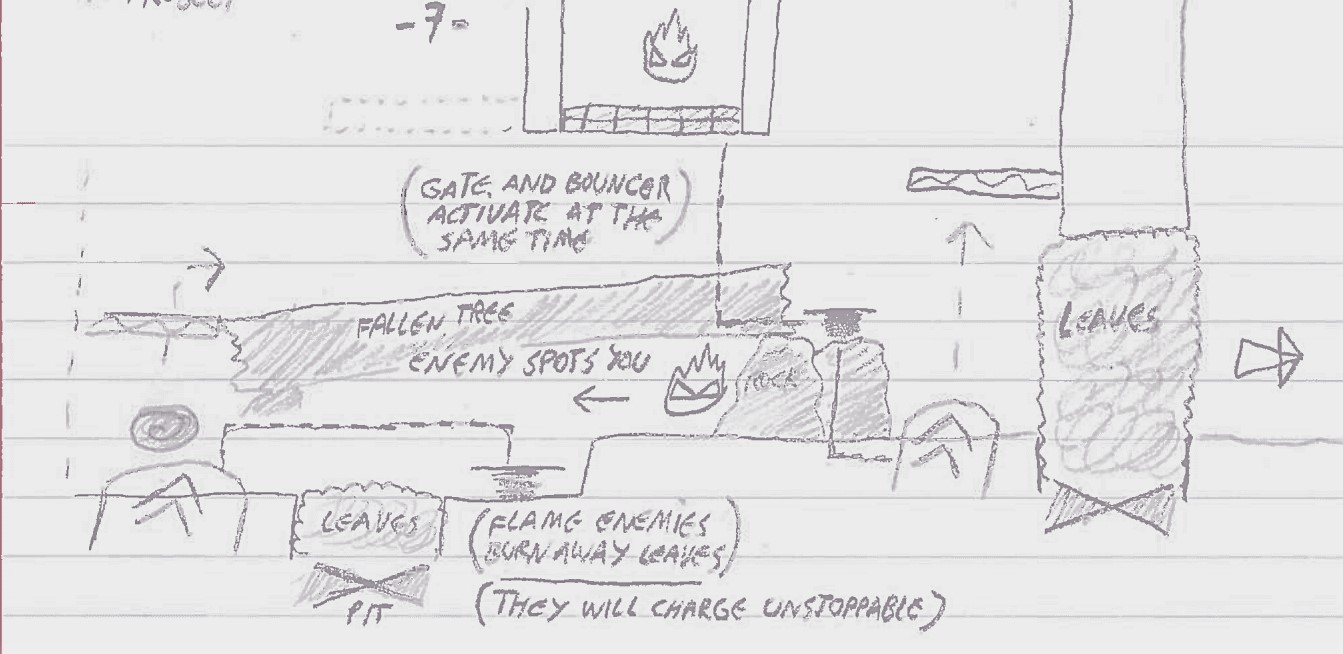 -7-
(GATE AND BOUNCER
ACTIVATE AT THE
SAME TIME)
FALLEN TREE
ENEMY SPOTS YOU
ROCK
LEAVES
LEAVES
(FLAME ENEMIES
BURN AWAY LEAVES)
PIT
(THEY WILL CHARGE UNSTOPPABLE)